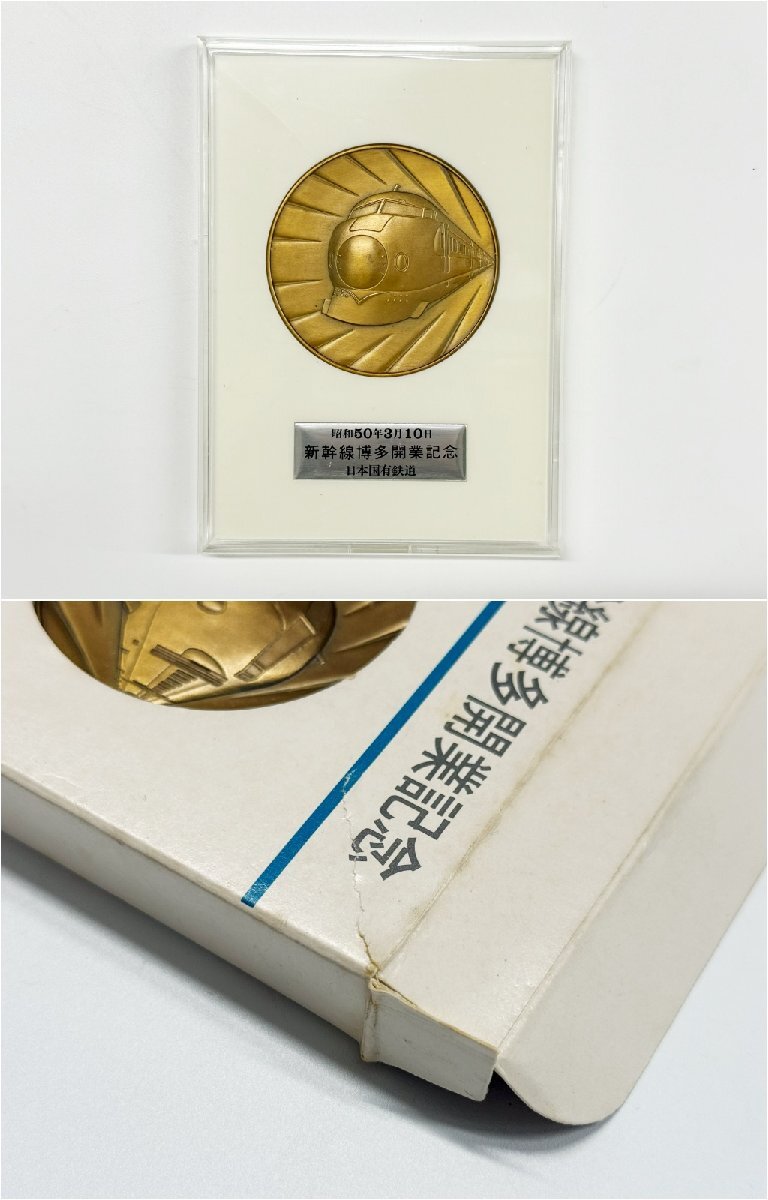 昭和50年3月10日
新幹線博多開業記念
日本国有鉄道
線博多開業記念